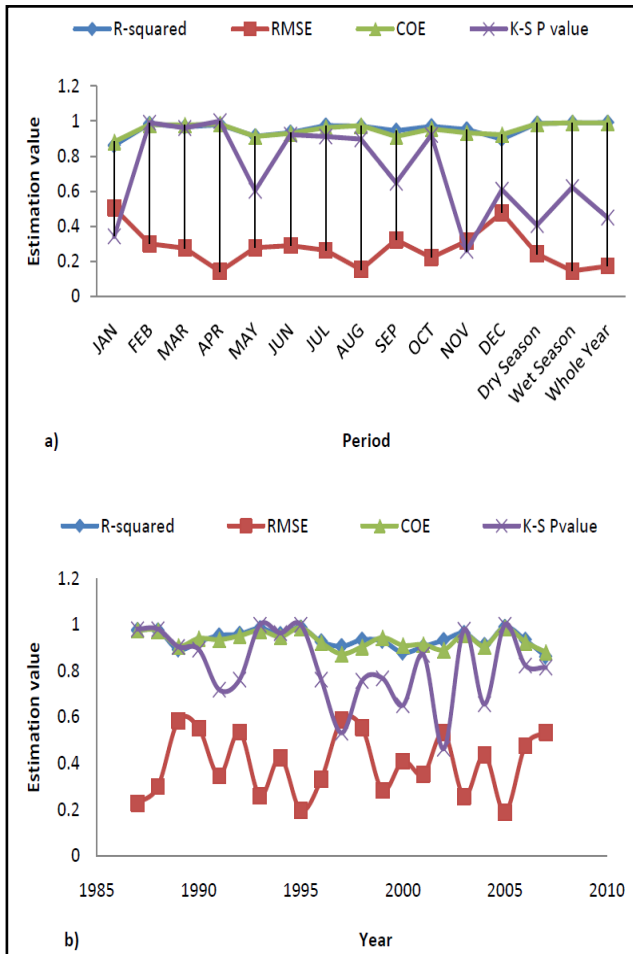 R-squared RMSE COE K-S P value
Estimation value
1.2
1
0.8
0.6
0.4
0.2
0
JAN FEB MAR APR MAY JUN JUL AUG SEP OCT NOV DEC Dry Season Wet Season Whole Year
a) Period
R-squared RMSE COE K-S Pvalue
Estimation value
1.2
1
0.8
0.6
0.4
0.2
0
1985 1990 1995 2000 2005 2010
b) Year